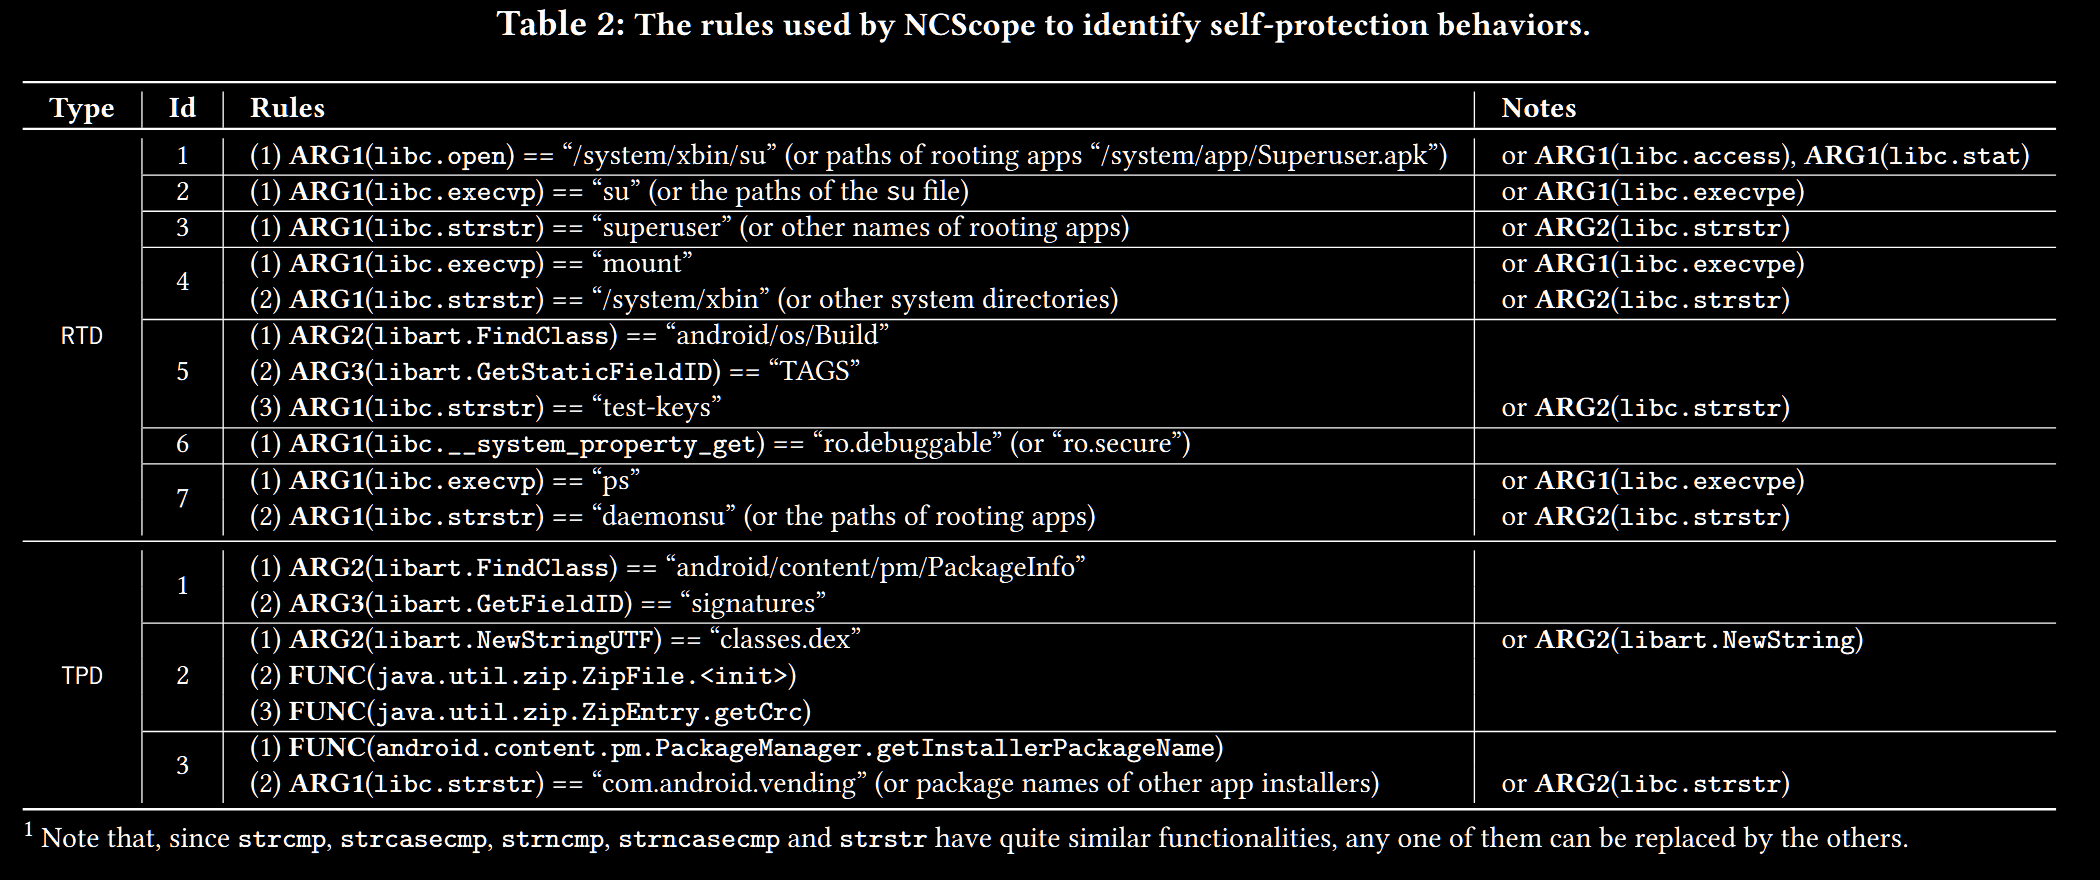 Table 2: The rules used by NCScope to identify self-protection behaviors.
Type Id Rules Notes
1 (1) ARG1(libc.open) == “/system/xbin/su” (or paths of rooting apps “/system/app/Superuser.apk”) or ARG1(libc.access), ARG1(libc.stat)
2 (1) ARG1(libc.execvp) == “su” (or the paths of the su file) or ARG1(libc.execvpe)
3 (1) ARG1(libc.strstr) == “superuser” (or other names of rooting apps) or ARG2(libc.strstr)
4 (1) ARG1(libc.execvp) == “mount” or ARG1(libc.execvpe)
(2) ARG1(libc.strstr) == “/system/xbin” (or other system directories) or ARG2(libc.strstr)
RTD 5 (1) ARG2(libart.FindClass) == “android/os/Build”
(2) ARG3(libart.GetStaticFieldID) == “TAGS”
(3) ARG1(libc.strstr) == “test-keys” or ARG2(libc.strstr)
6 (1) ARG1(libc.__system_property_get) == “ro.debuggable” (or “ro.secure”)
7 (1) ARG1(libc.execvp) == “ps” or ARG1(libc.execvpe)
(2) ARG1(libc.strstr) == “daemonsu” (or the paths of rooting apps) or ARG2(libc.strstr)
1 (1) ARG2(libart.FindClass) == “android/content/pm/PackageInfo”
(2) ARG3(libart.GetFieldID) == “signatures”
(1) ARG2(libart.NewStringUTF) == “classes.dex” or ARG2(libart.NewString)
TPD 2 (2) FUNC(java.util.zip.ZipFile.<init>)
(3) FUNC(java.util.zip.ZipEntry.getCrc)
3 (1) FUNC(android.content.pm.PackageManager.getInstallerPackageName)
(2) ARG1(libc.strstr) == “com.android.vending” (or package names of other app installers) or ARG2(libc.strstr)
1 Note that, since strcmp, strcasecmp, strncmp, strncasecmp and strstr have quite similar functionalities, any one of them can be replaced by the others.